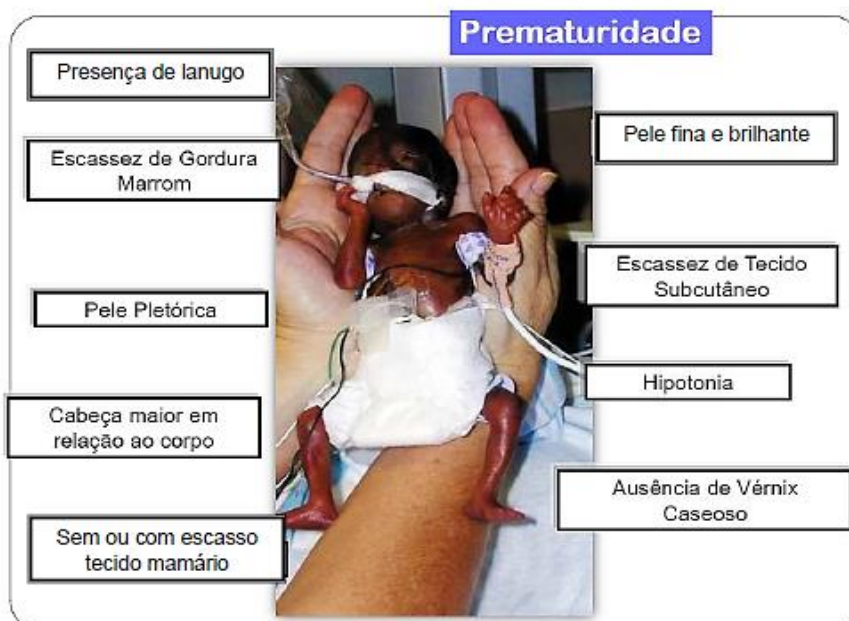 Prematuridade
Presença de lanugo
Escassez de Gordura
Marrom
Pele Pletórica
Cabeça maior em
relação ao corpo
Sem ou com escasso
tecido mamário
Pele fina e brilhante
Escassez de Tecido
Subcutâneo
Hipotonia
Ausência de Vérnix
Caseoso